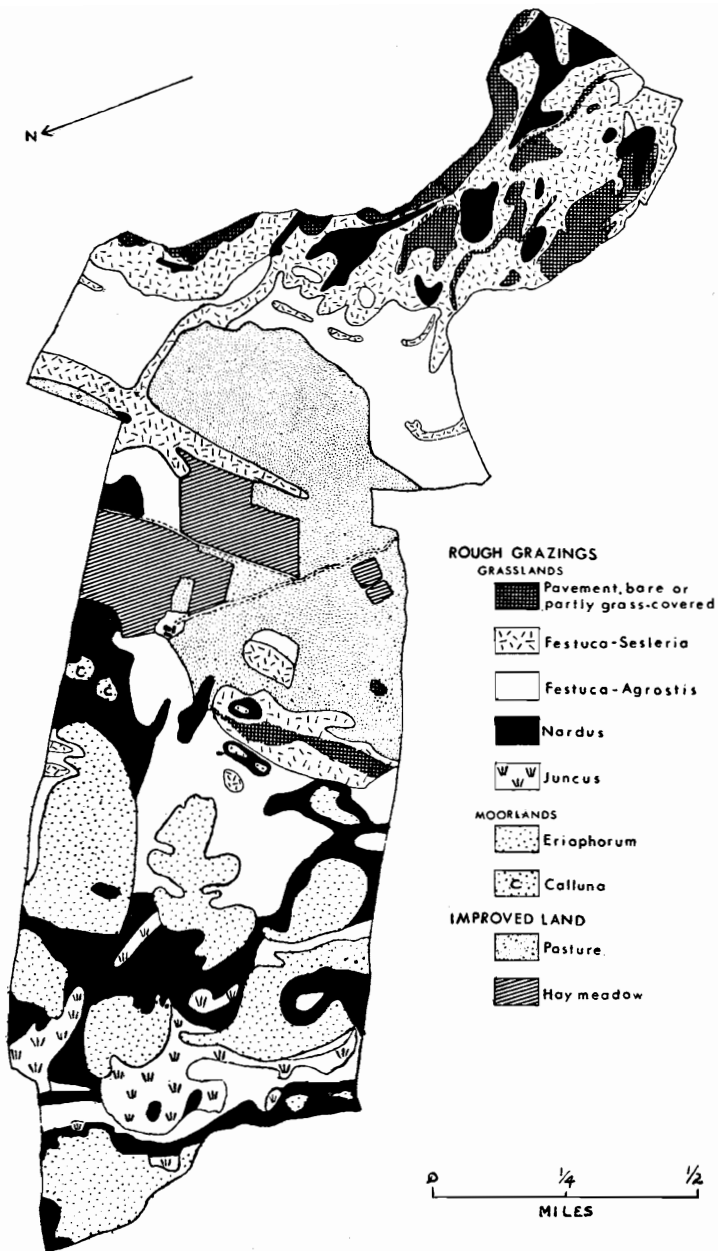 N
ROUGH GRAZINGS
GRASSLANDS
Pavement, bare or
partly grass-covered
Festuca-Sesleria
Festuca-Agrostis
Nardus
Juncus
MOORLANDS
Eriophorum
C Calluna
IMPROVED LAND
Pasture
Hay meadow
C
C
0 1/4 1/2
MILES